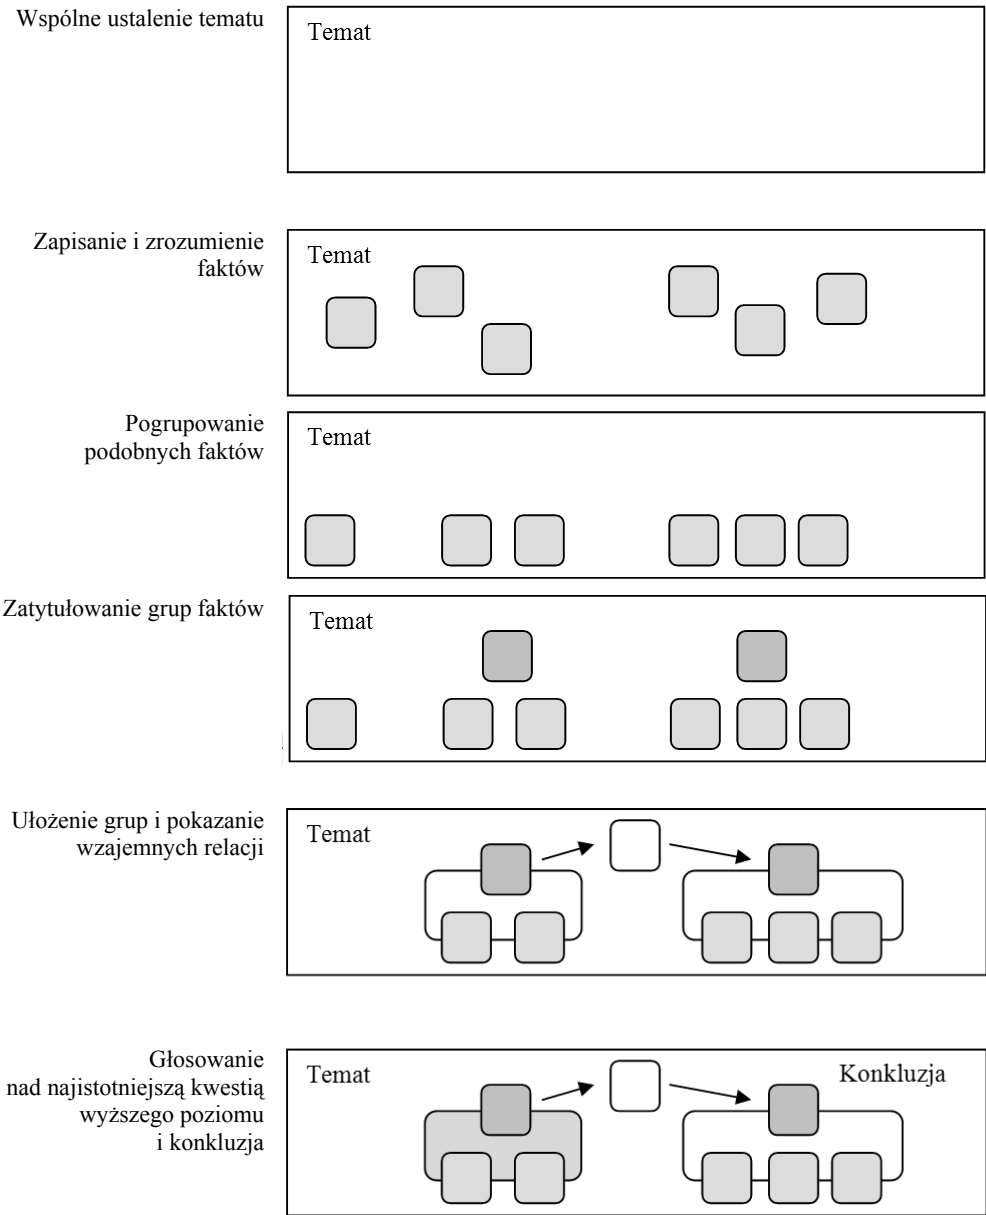 Wspólne ustalenie tematu
Temat
Zapisanie i zrozumienie
faktów
Temat
Pogrupowanie
podobnych faktów
Temat
Zatytułowanie grup faktów
Temat
Ułożenie grup i pokazanie
wzajemnych relacji
Temat
Głosowanie
nad najistotniejszą kwestią
wyższego poziomu
i konkluzja
Temat
Konkluzja